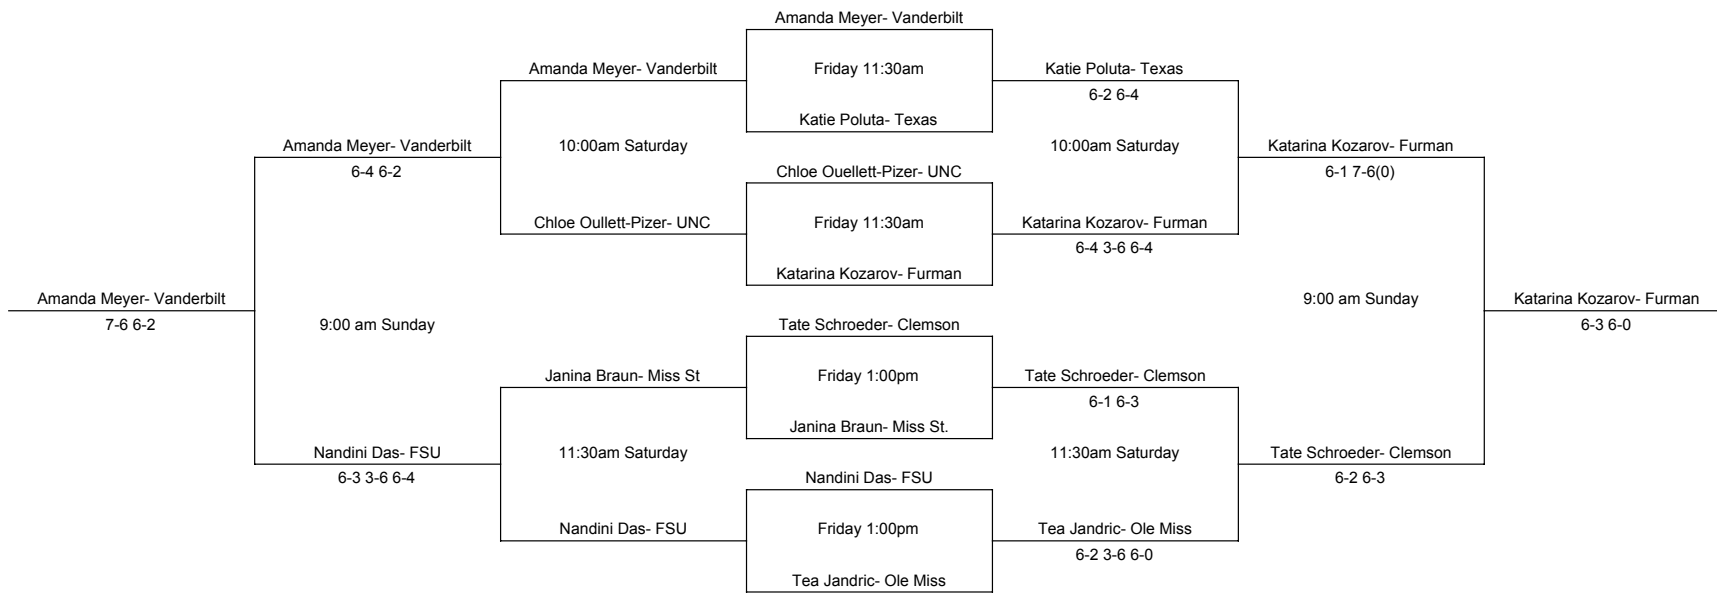 Amanda Meyer- Vanderbilt
Amanda Meyer- Vanderbilt
Friday 11:30am
Katie Poluta- Texas
6-2 6-4
Katie Poluta- Texas
Amanda Meyer- Vanderbilt
10:00am Saturday
10:00am Saturday
Katarina Kozarov- Furman
6-4 6-2
Chloe Ouellett-Pizer- UNC
6-1 7-6(0)
Chloe Oullett-Pizer- UNC
Friday 11:30am
Katarina Kozarov- Furman
6-4 3-6 6-4
Katarina Kozarov- Furman
Amanda Meyer- Vanderbilt
9:00 am Sunday
Katarina Kozarov- Furman
7-6 6-2
9:00 am Sunday
Tate Schroeder- Clemson
6-3 6-0
Janina Braun- Miss St
Friday 1:00pm
Tate Schroeder- Clemson
6-1 6-3
Janina Braun- Miss St.
Nandini Das- FSU
11:30am Saturday
11:30am Saturday
Tate Schroeder- Clemson
6-3 3-6 6-4
Nandini Das- FSU
6-2 6-3
Nandini Das- FSU
Friday 1:00pm
Tea Jandric- Ole Miss
6-2 3-6 6-0
Tea Jandric- Ole Miss